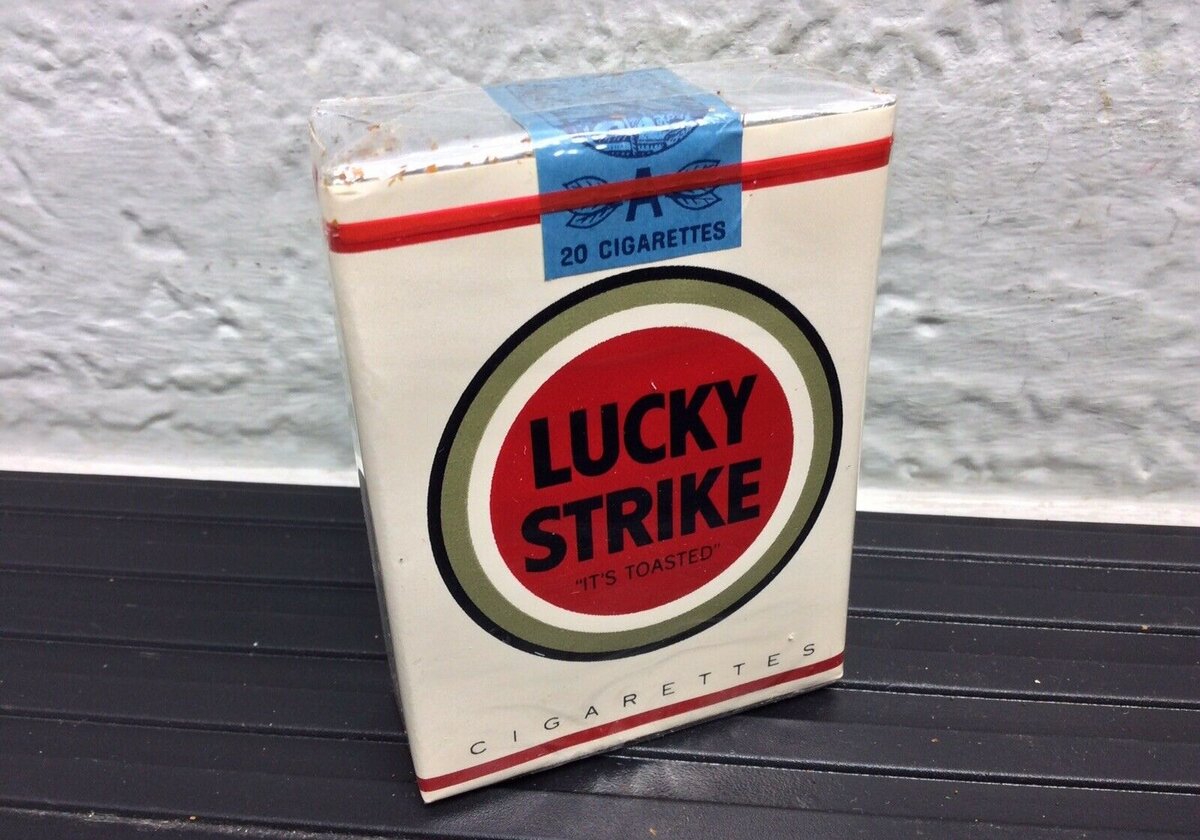 A
20 CIGARETTES
LUCKY
STRIKE
"IT'S TOASTED"
CIGARETTES